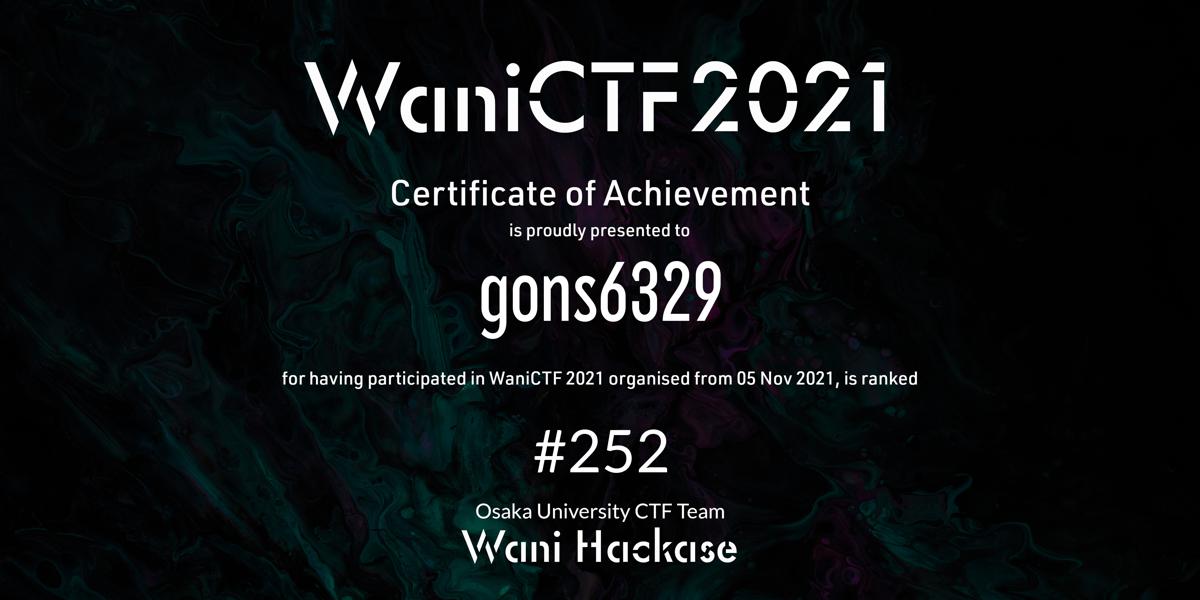 WaniCTF2021
Certificate of Achievement
is proudly presented to
gons6329
for having participated in WaniCTF 2021 organised from 05 Nov 2021, is ranked
#252
Osaka University CTF Team
Wani Hackase